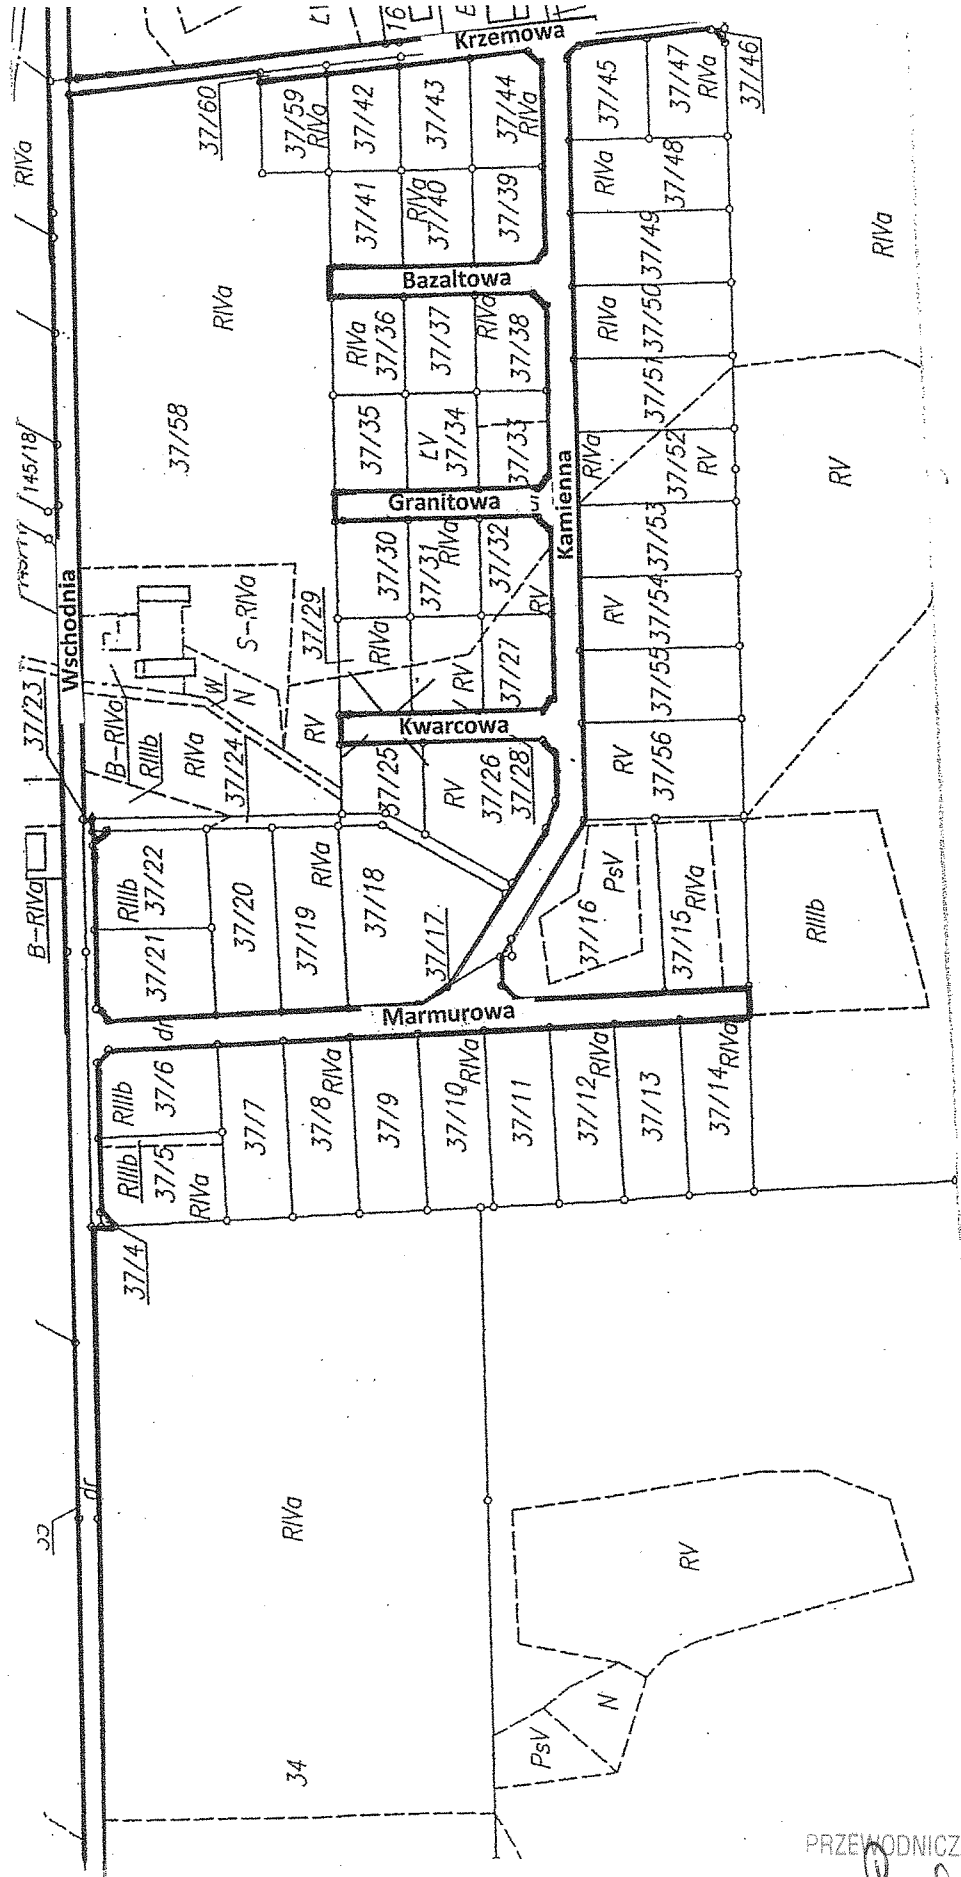 Krzemowa
37/60
37/59
RIVa
37/42
37/43
37/44
RIVa
37/45
37/47
RIVa
37/46
RIVa
37/41
RIVa
37/40
37/39
RIVa
37/48
37/49
RIVa
Bazaltowa
RIVa
RIVa
37/36
37/37
RIVa
37/38
RIVa
37/50
37/51
145/18
37/58
37/35
ŁV
37/34
37/33
RIVa
37/52
RV
RV
Granitowa
Kamienna
37/30
37/31
RIVa
37/32
37/53
Wschodnia
S-RIVa
37/29
RIVa
RV
37/27
RV
RV
37/54
37/55
37/23
W
N
RV
Kwarcowa
B-RIVa
RIIIb
RIVa
37/24
37/25
RV
37/26
37/28
RV
37/56
B-RIVa
RIIIb
37/22
37/21
37/20
RIVa
37/19
37/18
37/17
37/16
PsV
37/15
RIVa
RIIIb
dr
Marmurowa
RIIIb
37/6
RIIIb
37/5
RIVa
37/7
37/8
RIVa
37/9
37/10
RIVa
37/11
37/12
RIVa
37/13
37/14
RIVa
37/4
dr
RIVa
RV
N
PsV
34
PRZEWODNICZ